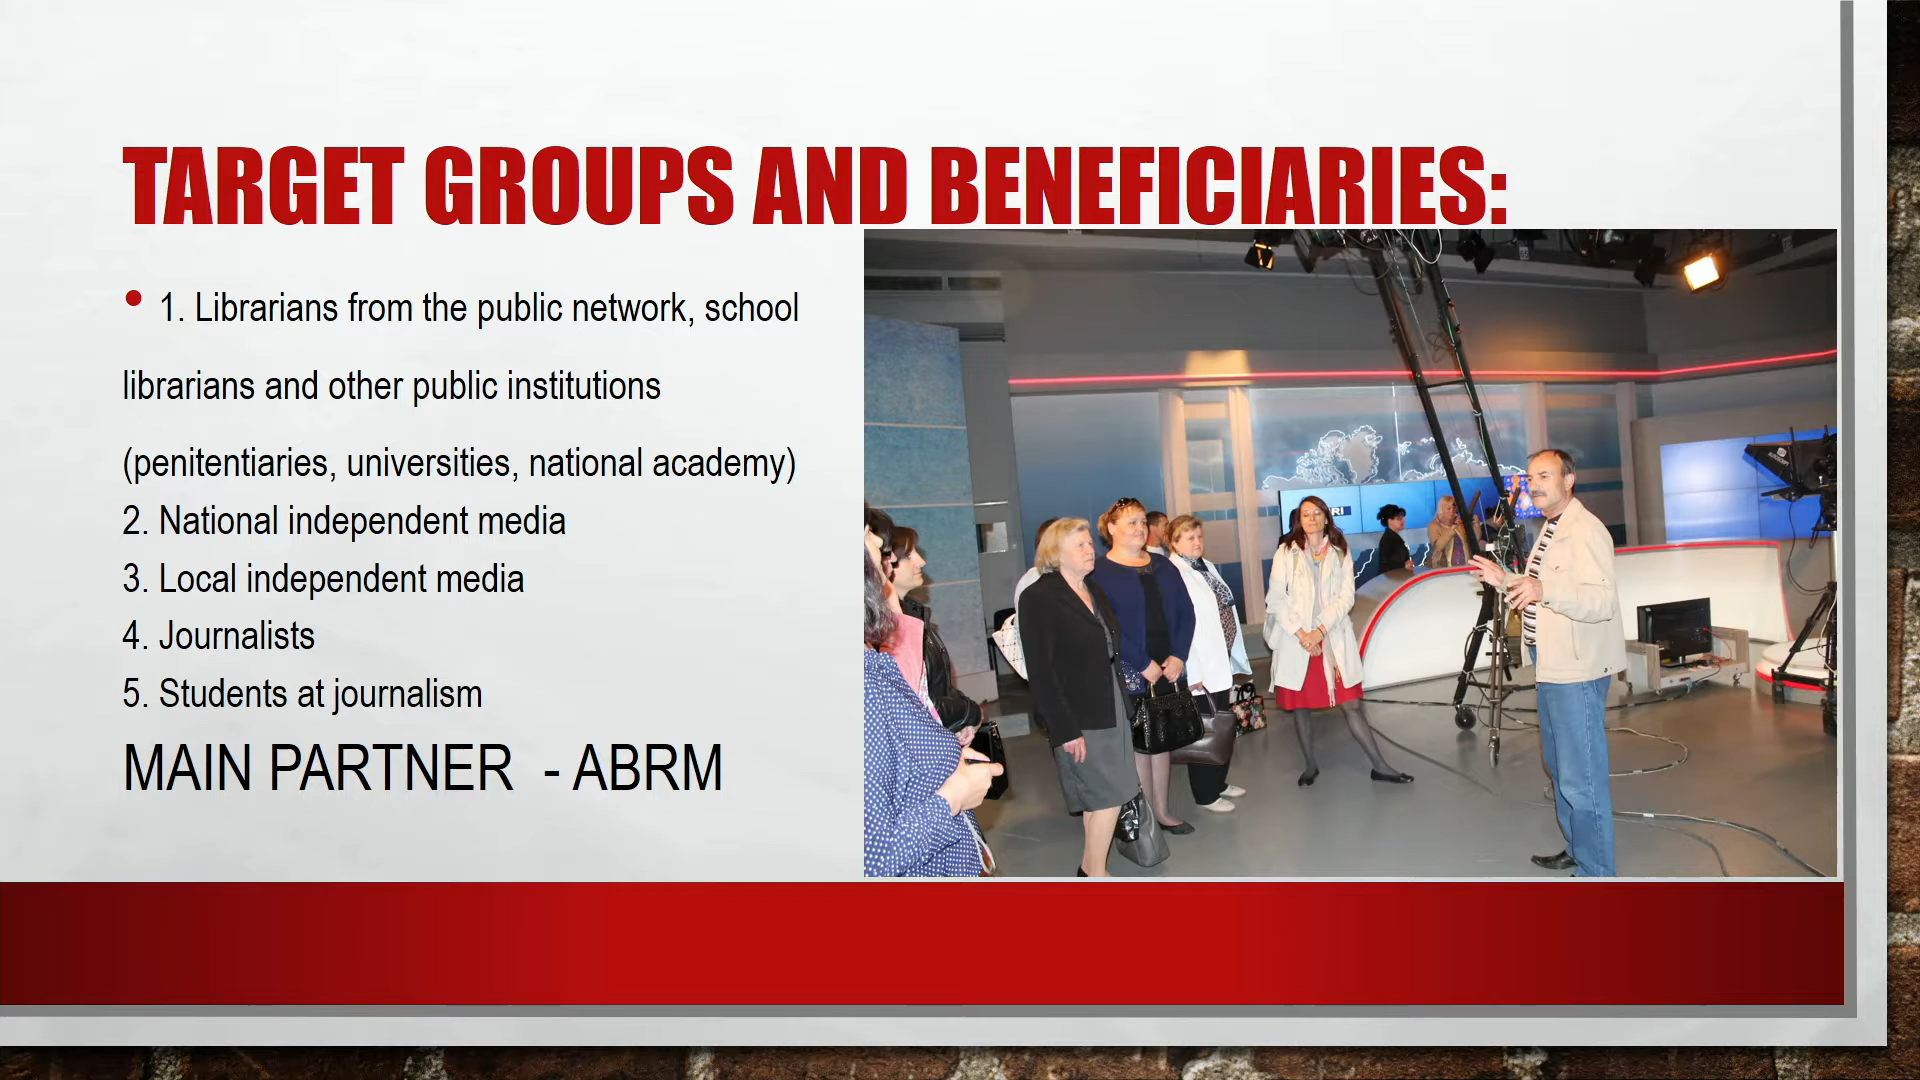 TARGET GROUPS AND BENEFICIARIES:
• 1. Librarians from the public network, school
librarians and other public institutions
(penitentiaries, universities, national academy)
2. National independent media
3. Local independent media
4. Journalists
5. Students at journalism
MAIN PARTNER - ABRM
RI